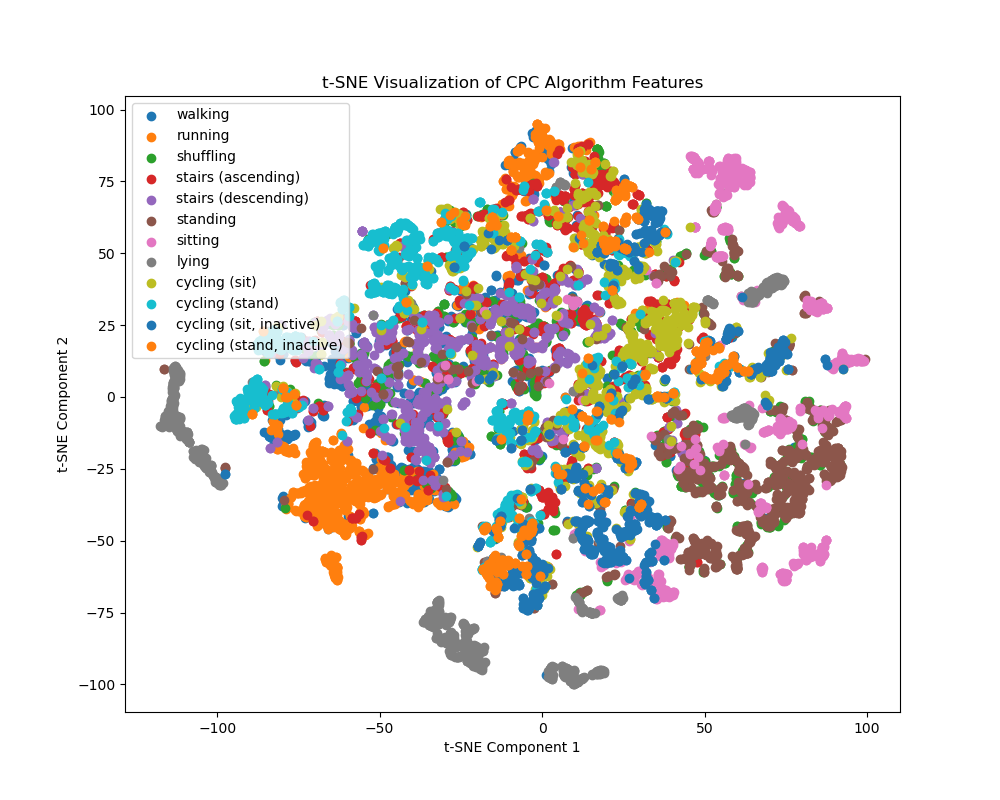 t-SNE Visualization of CPC Algorithm Features
walking
running
shuffling
stairs (ascending)
stairs (descending)
standing
sitting
lying
cycling (sit)
cycling (stand)
cycling (sit, inactive)
cycling (stand, inactive)
100
75
50
25
0
−25
−50
−75
−100
t-SNE Component 2
−100
−50
0
50
100
t-SNE Component 1